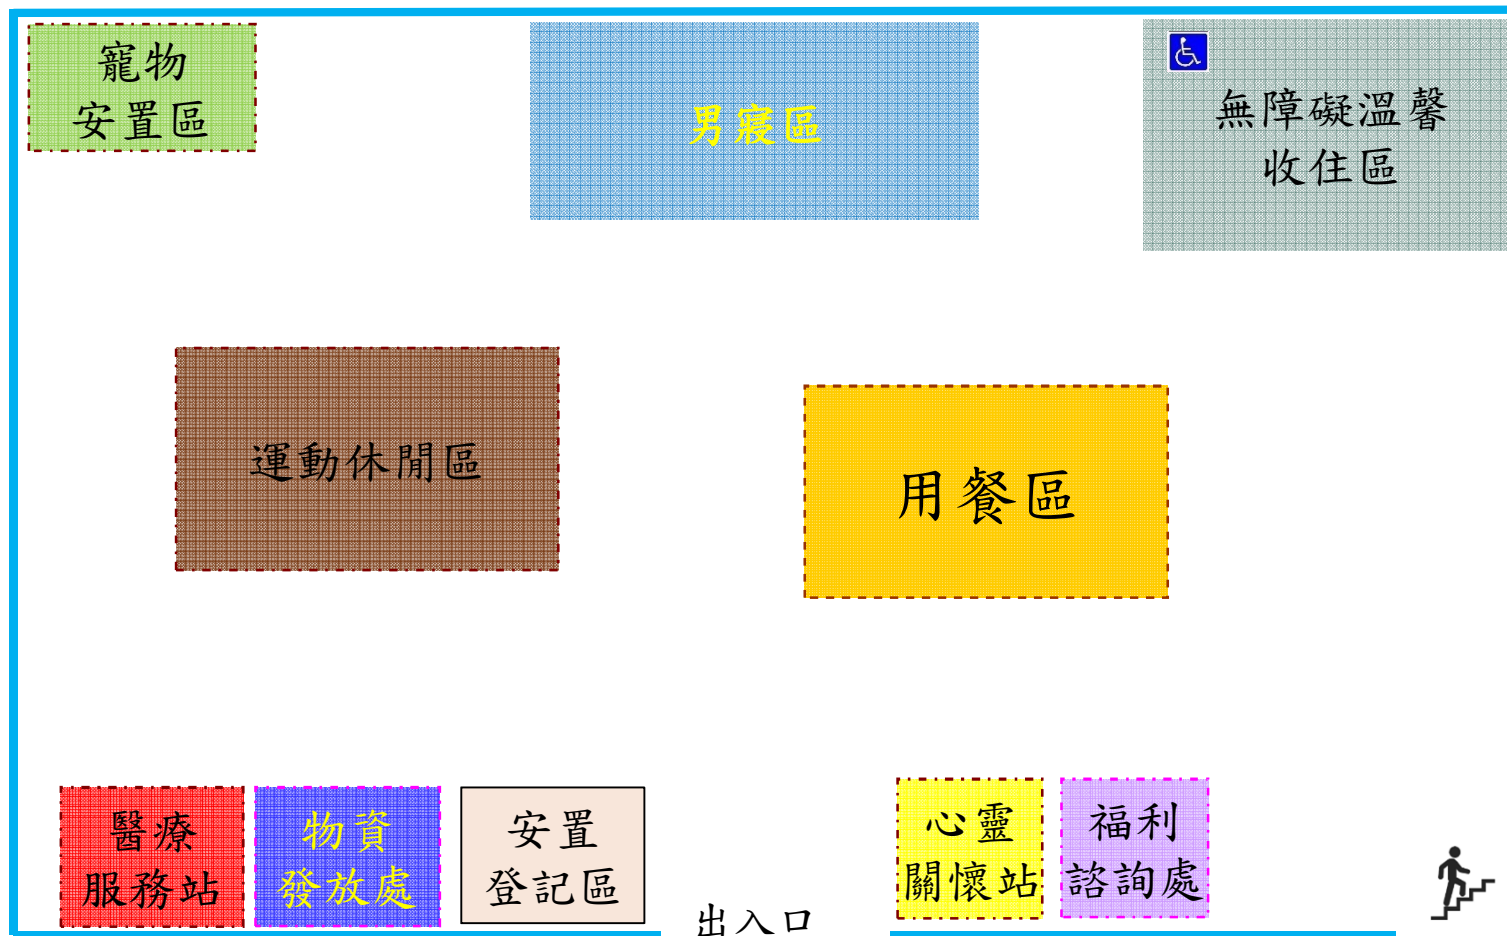 寵物
安置區
男寢區
無障礙溫馨
收住區
運動休閒區
用餐區
醫療
服務站
物資
發放處
安置
登記區
心靈
關懷站
福利
諮詢處
出入口